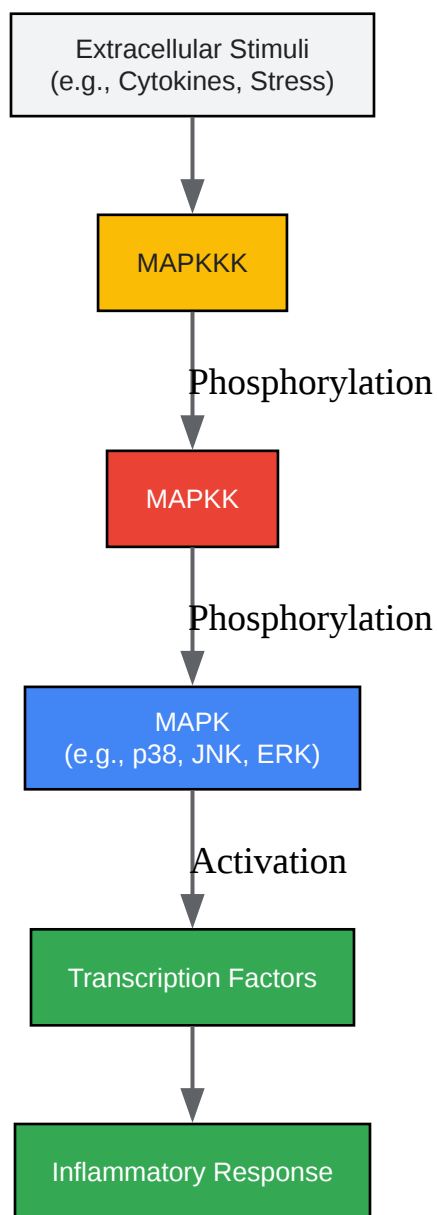 Extracellular Stimuli
(e.g., Cytokines, Stress)
MAPKKK
Phosphorylation
MAPKK
Phosphorylation
MAPK
(e.g., p38, JNK, ERK)
Activation
Transcription Factors
Inflammatory Response